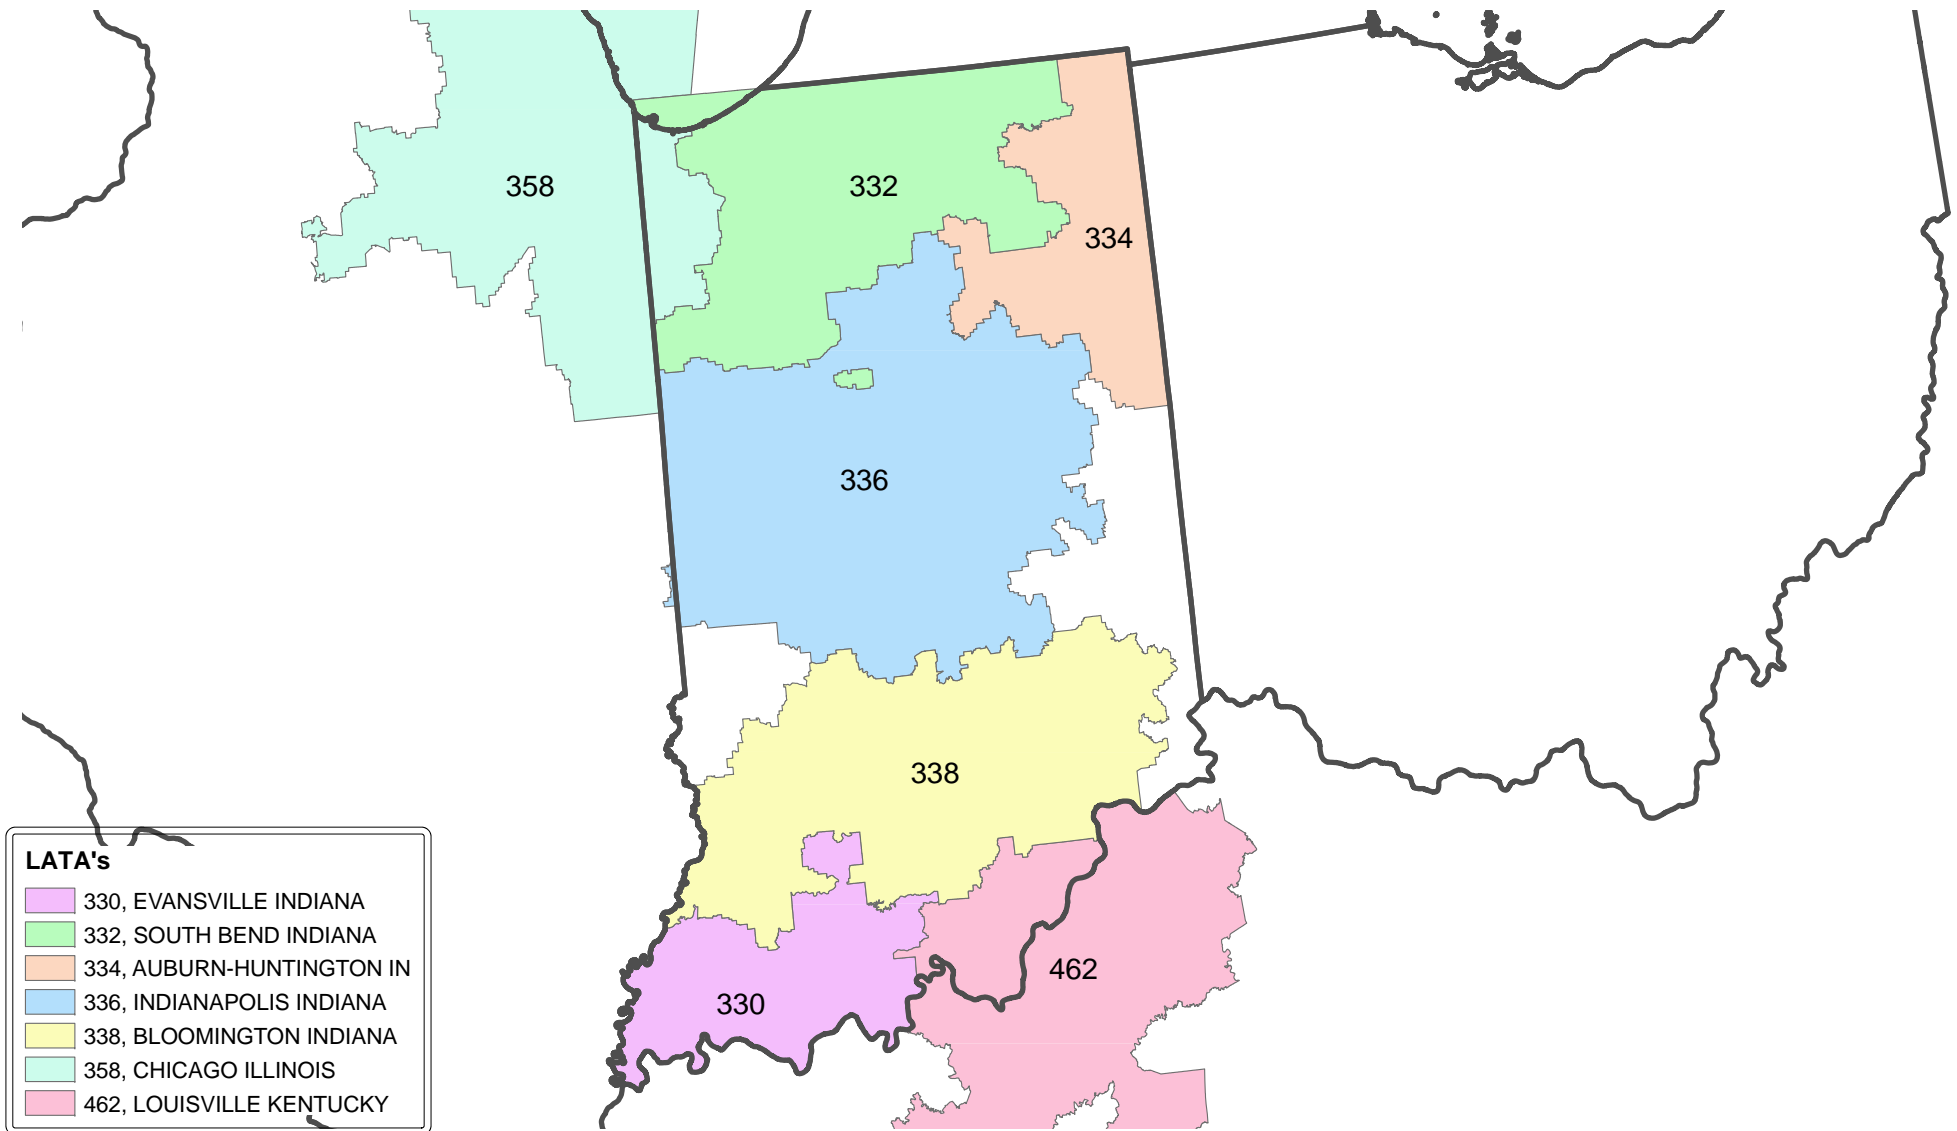 358
332
334
336
338
462
330
LATA's
330, EVANSVILLE INDIANA
332, SOUTH BEND INDIANA
334, AUBURN-HUNTINGTON IN
336, INDIANAPOLIS INDIANA
338, BLOOMINGTON INDIANA
358, CHICAGO ILLINOIS
462, LOUISVILLE KENTUCKY